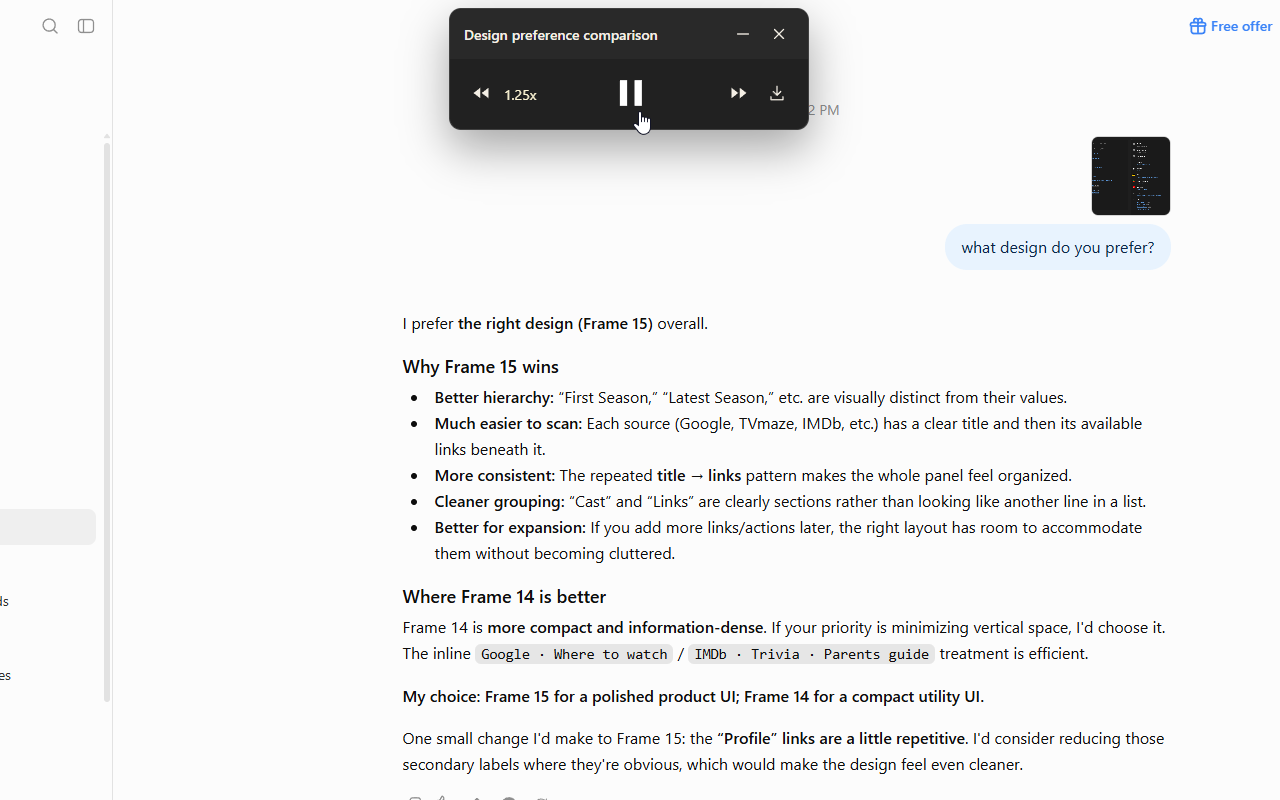 Design preference comparison
Free offer
1.25x
2 PM
what design do you prefer?
I prefer the right design (Frame 15) overall.
Why Frame 15 wins
• Better hierarchy: “First Season,” “Latest Season,” etc. are visually distinct from their values.
• Much easier to scan: Each source (Google, TVmaze, IMDb, etc.) has a clear title and then its available
links beneath it.
• More consistent: The repeated title → links pattern makes the whole panel feel organized.
• Cleaner grouping: “Cast” and “Links” are clearly sections rather than looking like another line in a list.
• Better for expansion: If you add more links/actions later, the right layout has room to accommodate
them without becoming cluttered.
Where Frame 14 is better
Frame 14 is more compact and information-dense. If your priority is minimizing vertical space, I'd choose it.
The inline Google · Where to watch / IMDb · Trivia · Parents guide treatment is efficient.
My choice: Frame 15 for a polished product UI; Frame 14 for a compact utility UI.
One small change I'd make to Frame 15: the “Profile” links are a little repetitive. I'd consider reducing those
secondary labels where they're obvious, which would make the design feel even cleaner.